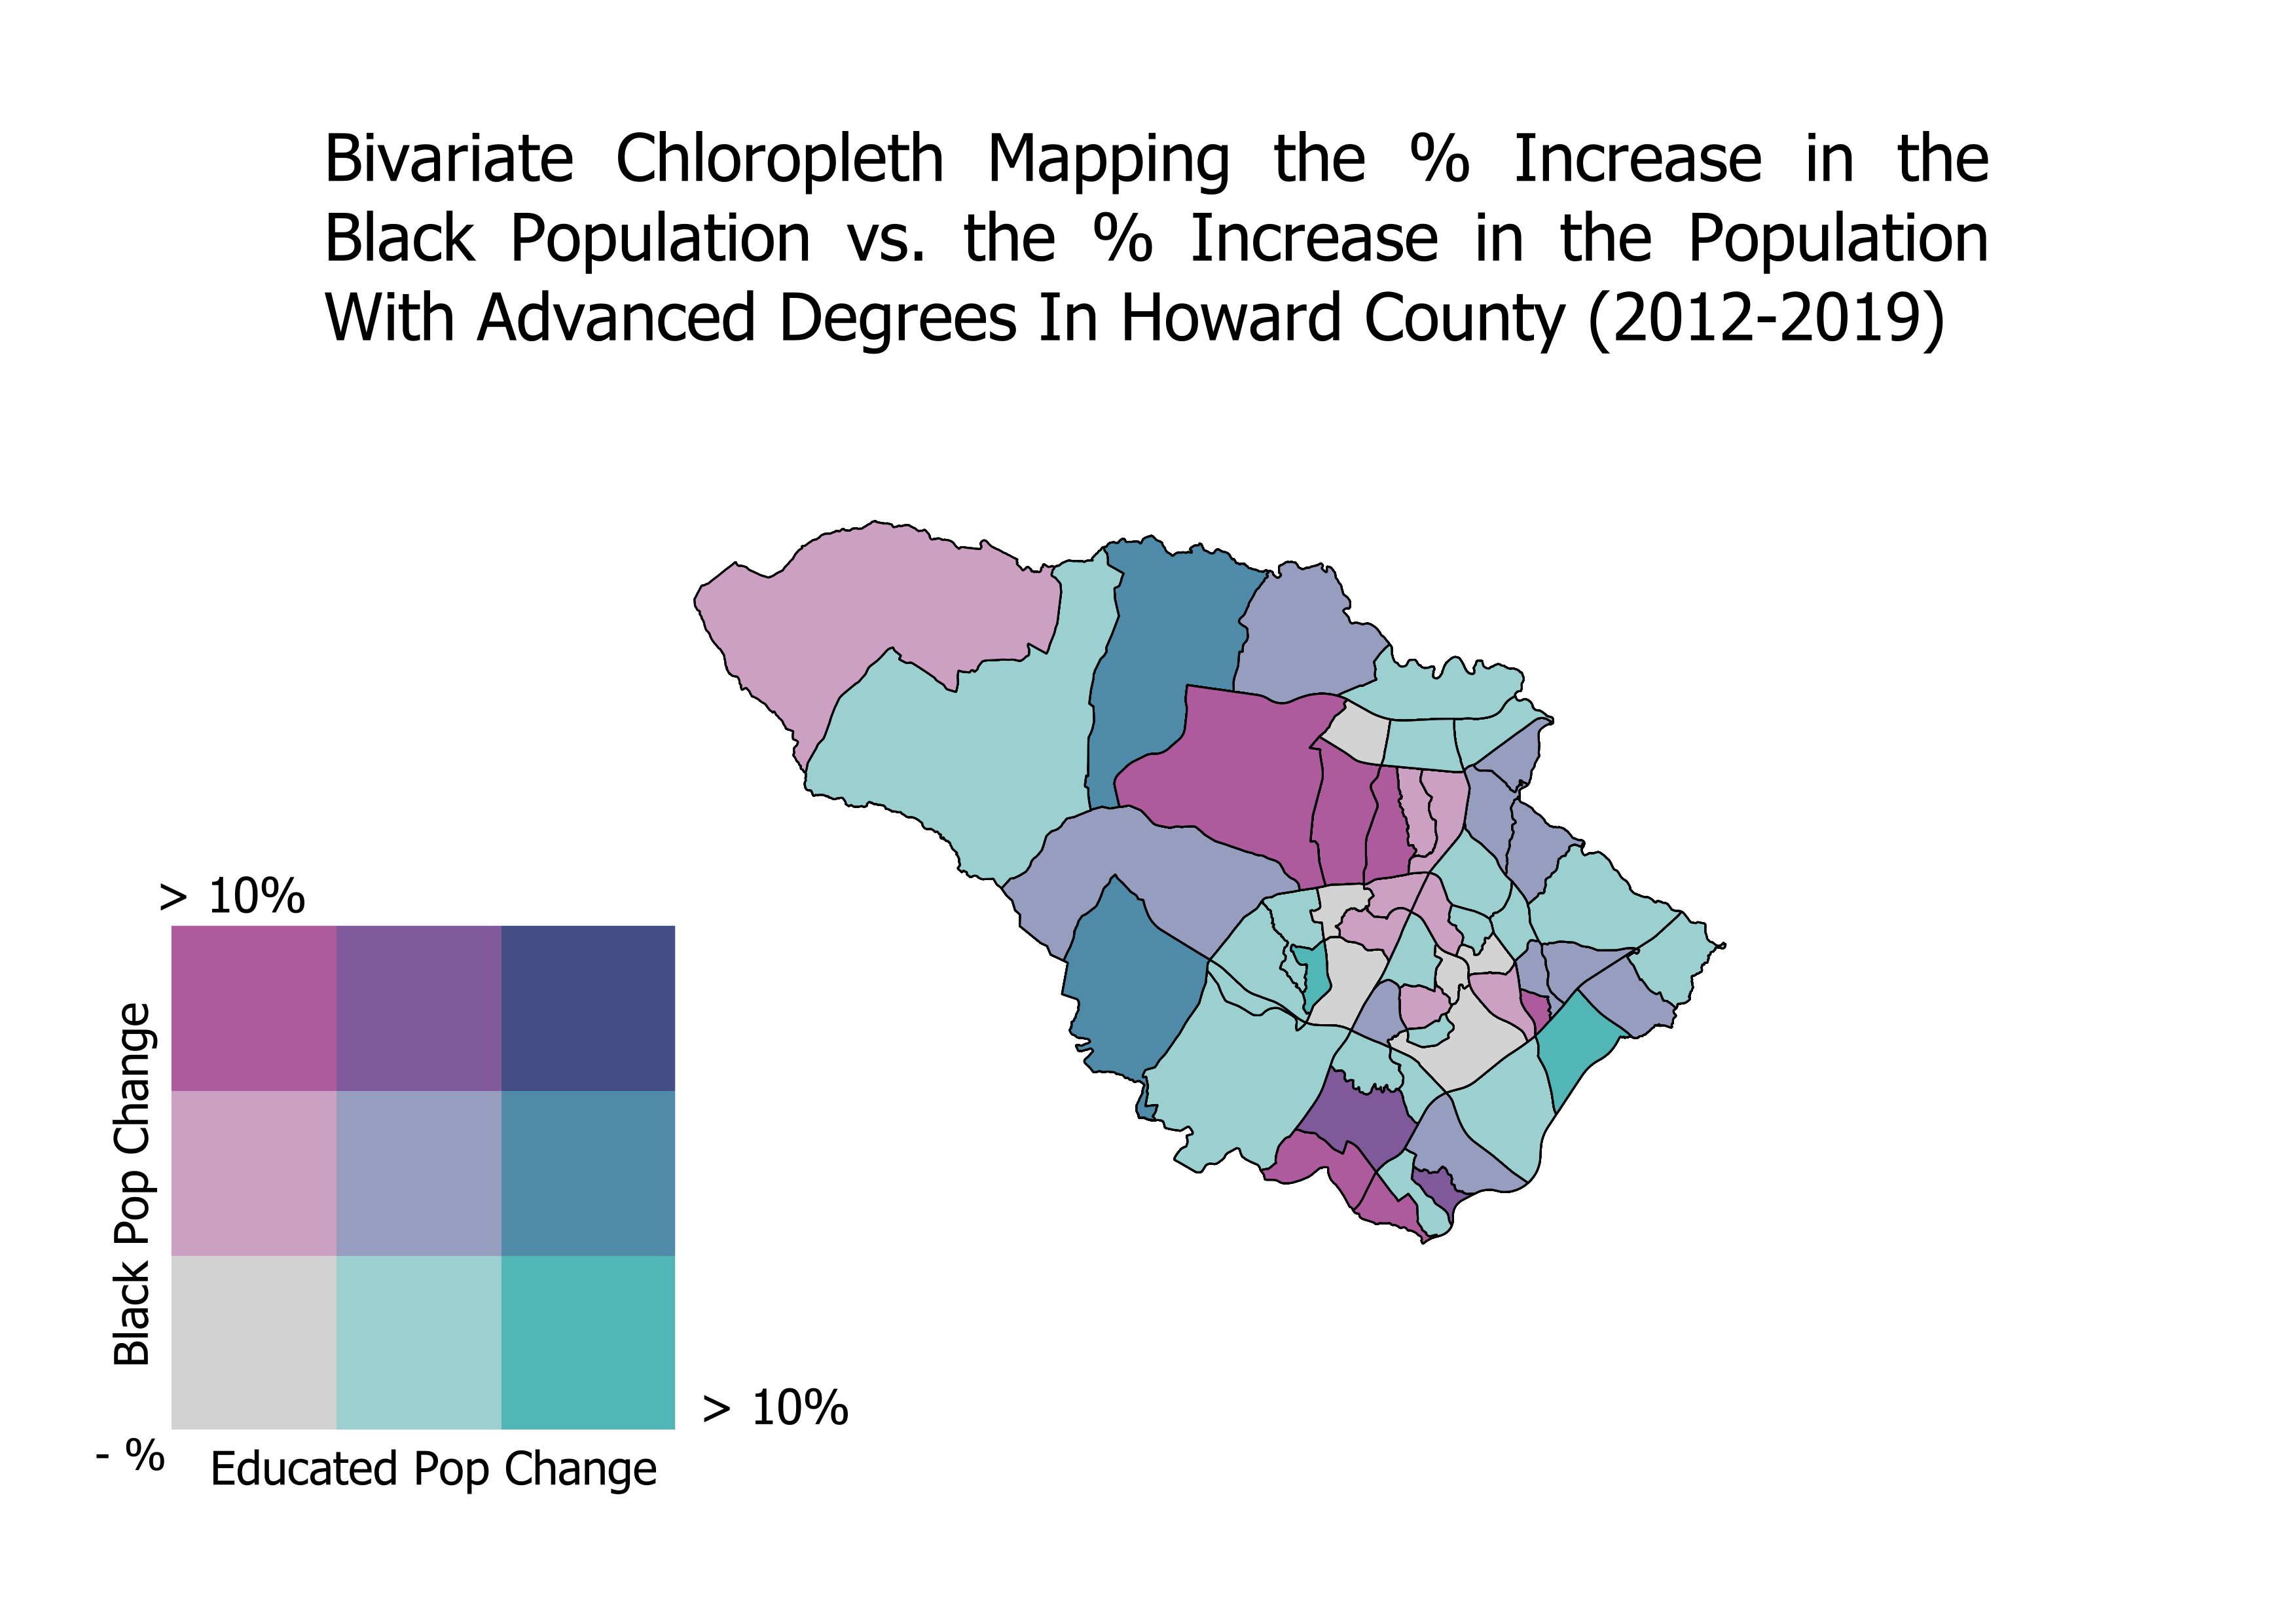 Bivariate Chloropleth Mapping the % Increase in the
Black Population vs. the % Increase in the Population
With Advanced Degrees In Howard County (2012-2019)
> 10%
Black Pop Change
> 10%
- %
Educated Pop Change